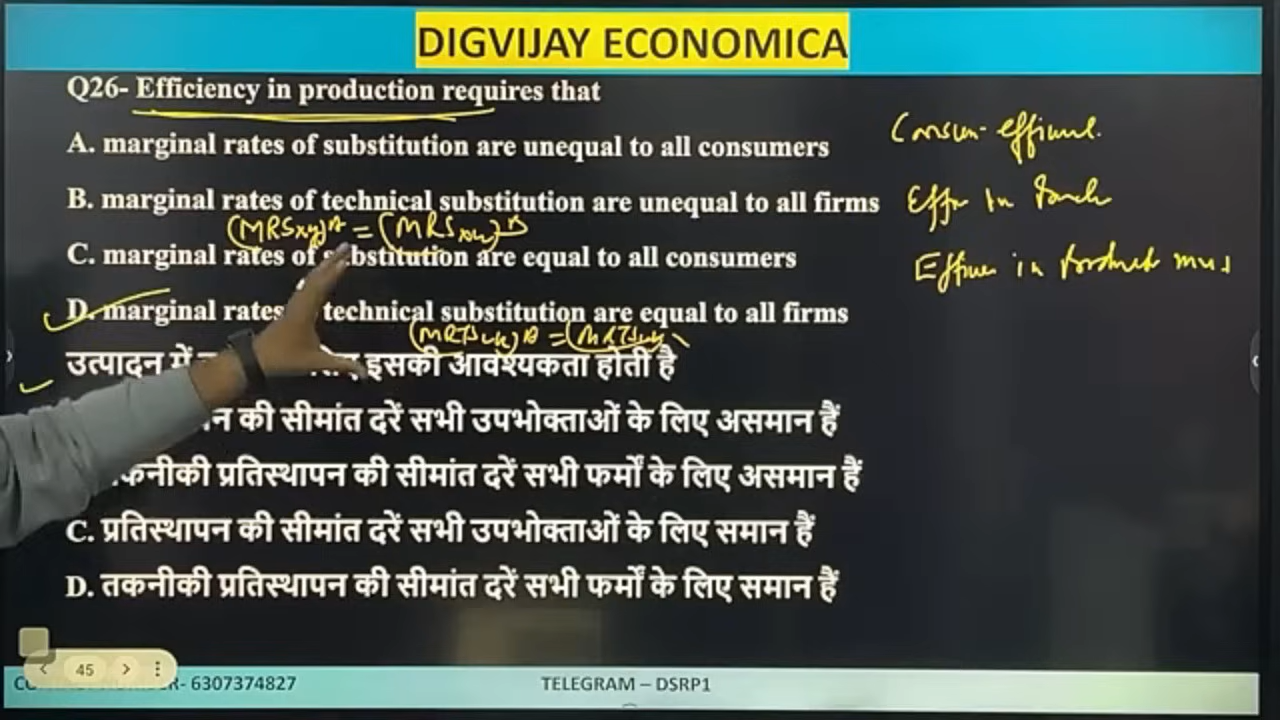 DIGVIJAY ECONOMICA
Q26- Efficiency in production requires that
A. marginal rates of substitution are unequal to all consumers
B. marginal rates of technical substitution are unequal to all firms
C. marginal rates of substitution are equal to all consumers
D. marginal rates technical substitution are equal to all firms
उत्पादन में इसकी आवश्यकता होती है
की सीमांत दरें सभी उपभोक्ताओं के लिए असमान हैं
प्रतिस्थापन की सीमांत दरें सभी फर्मों के लिए असमान हैं
C. प्रतिस्थापन की सीमांत दरें सभी उपभोक्ताओं के लिए समान हैं
D. तकनीकी प्रतिस्थापन की सीमांत दरें सभी फर्मों के लिए समान हैं
in
45
6307374827
TELEGRAM – DSRP1